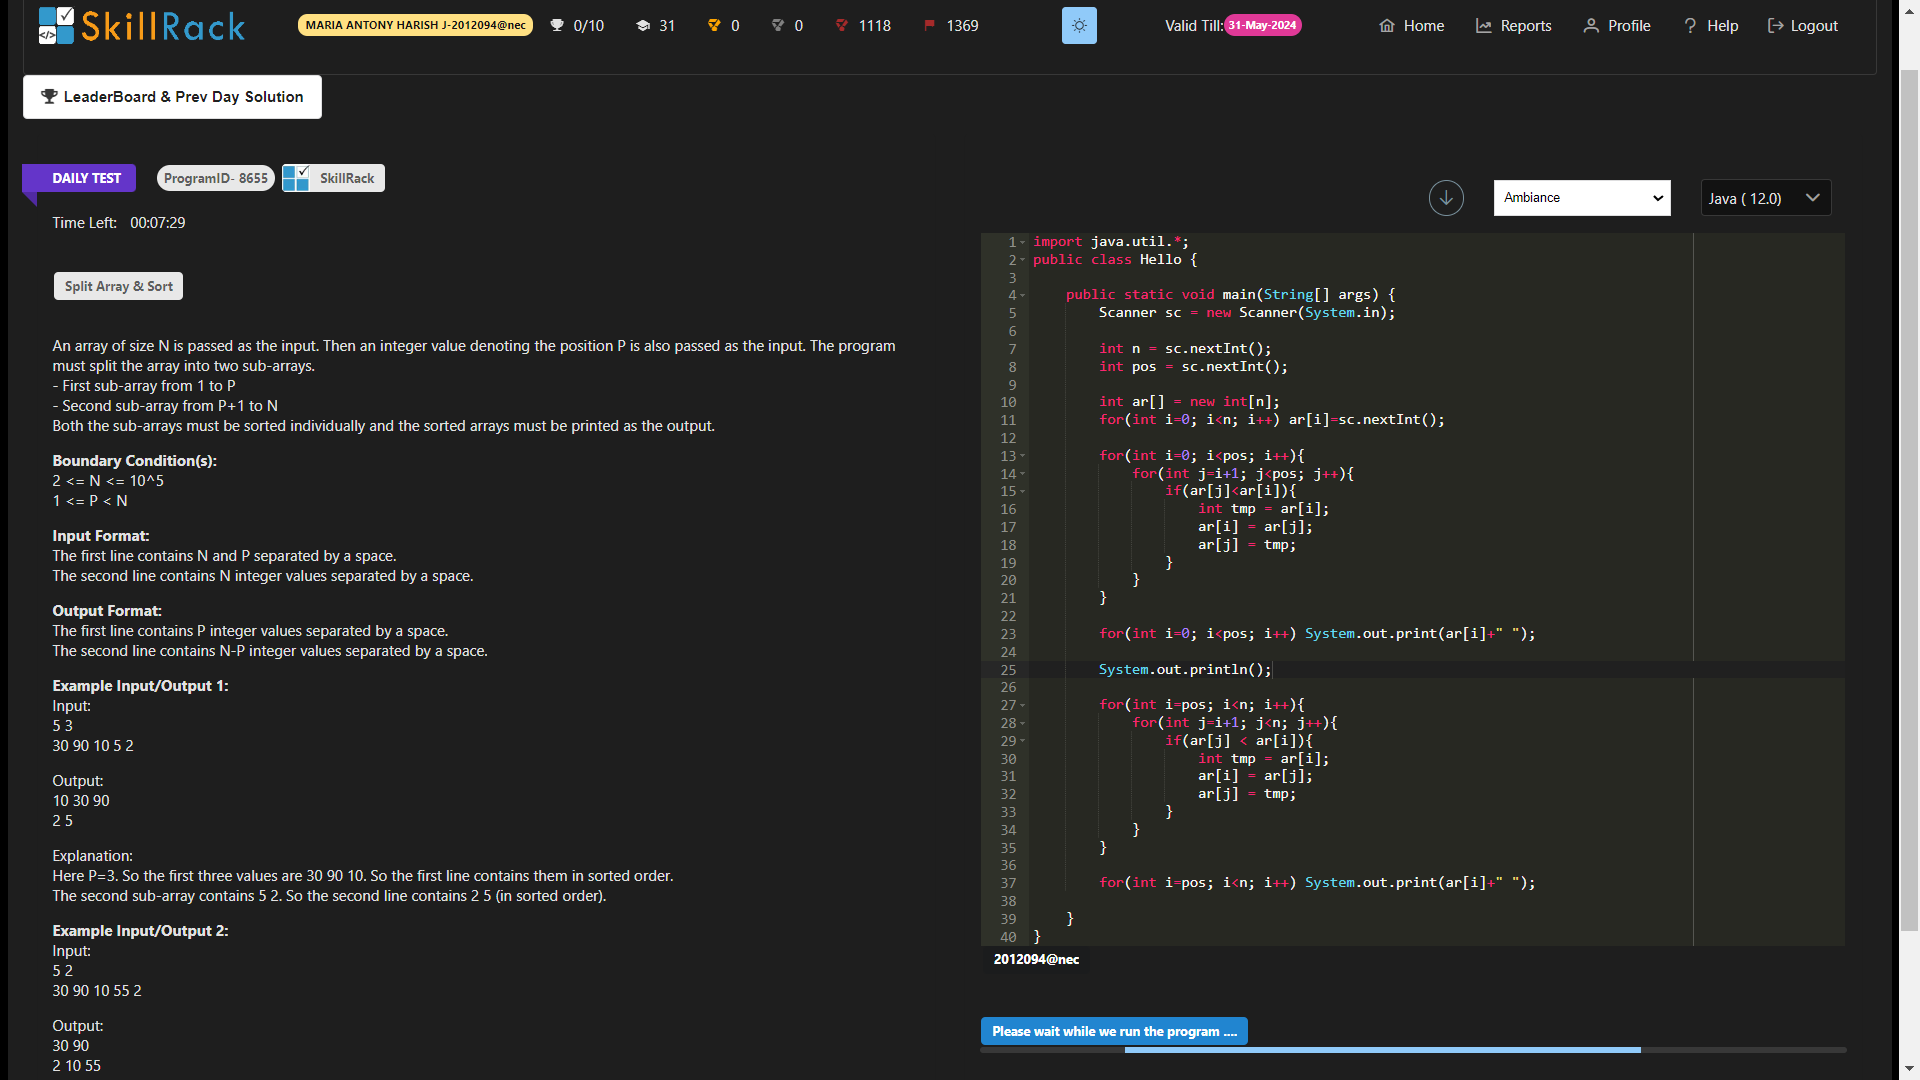 SkillRack
MARIA ANTONY HARISH J-2012094@nec
0/10
31
0
0
1118
1369
Valid Till: 31-May-2024
Home
Reports
Profile
? Help
Logout
LeaderBoard & Prev Day Solution
DAILY TEST
ProgramID- 8655
SkillRack
Time Left: 00:07:29
Ambiance
Java ( 12.0)
Split Array & Sort
An array of size N is passed as the input. Then an integer value denoting the position P is also passed as the input. The program
must split the array into two sub-arrays.
- First sub-array from 1 to P
- Second sub-array from P+1 to N
Both the sub-arrays must be sorted individually and the sorted arrays must be printed as the output.
Boundary Condition(s):
2 <= N <= 10^5
1 <= P < N
Input Format:
The first line contains N and P separated by a space.
The second line contains N integer values separated by a space.
Output Format:
The first line contains P integer values separated by a space.
The second line contains N-P integer values separated by a space.
Example Input/Output 1:
Input:
5 3
30 90 10 5 2
Output:
10 30 90
2 5
Explanation:
Here P=3. So the first three values are 30 90 10. So the first line contains them in sorted order.
The second sub-array contains 5 2. So the second line contains 2 5 (in sorted order).
Example Input/Output 2:
Input:
5 2
30 90 10 55 2
Output:
30 90
2 10 55
1 import java.util.*;
2 public class Hello {
3
4 public static void main(String[] args) {
5 Scanner sc = new Scanner(System.in);
6
7 int n = sc.nextInt();
8 int pos = sc.nextInt();
9
10 int ar[] = new int[n];
11 for(int i=0; i<n; i++) ar[i]=sc.nextInt();
12
13 for(int i=0; i<pos; i++){
14 for(int j=i+1; j<pos; j++){
15 if(ar[j]<ar[i]){
16 int tmp = ar[i];
17 ar[i] = ar[j];
18 ar[j] = tmp;
19 }
20 }
21 }
22
23 for(int i=0; i<pos; i++) System.out.print(ar[i]+" ");
24
25 System.out.println();
26
27 for(int i=pos; i<n; i++){
28 for(int j=i+1; j<n; j++){
29 if(ar[j] < ar[i]){
30 int tmp = ar[i];
31 ar[i] = ar[j];
32 ar[j] = tmp;
33 }
34 }
35 }
36
37 for(int i=pos; i<n; i++) System.out.print(ar[i]+" ");
38
39 }
40 }
2012094@nec
Please wait while we run the program ....